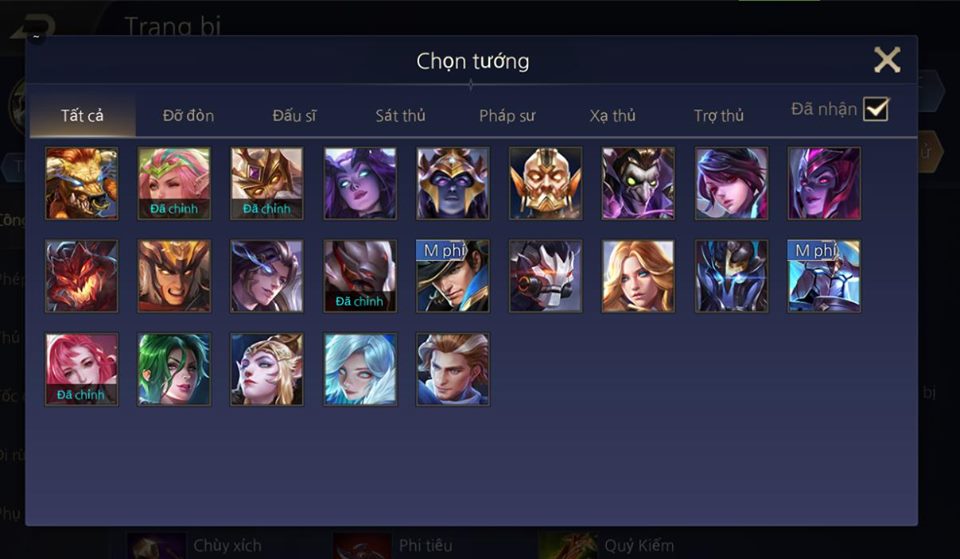 Trang bị
Chọn tướng
Tất cả
Đỡ đòn
Đấu sĩ
Sát thủ
Pháp sư
Xạ thủ
Trợ thủ
Đã nhận
Đã chỉnh
Đã chỉnh
Đã chỉnh
M phí
M phí
Đã chỉnh
Chùy xích
Phi tiêu
Quỷ Kiếm